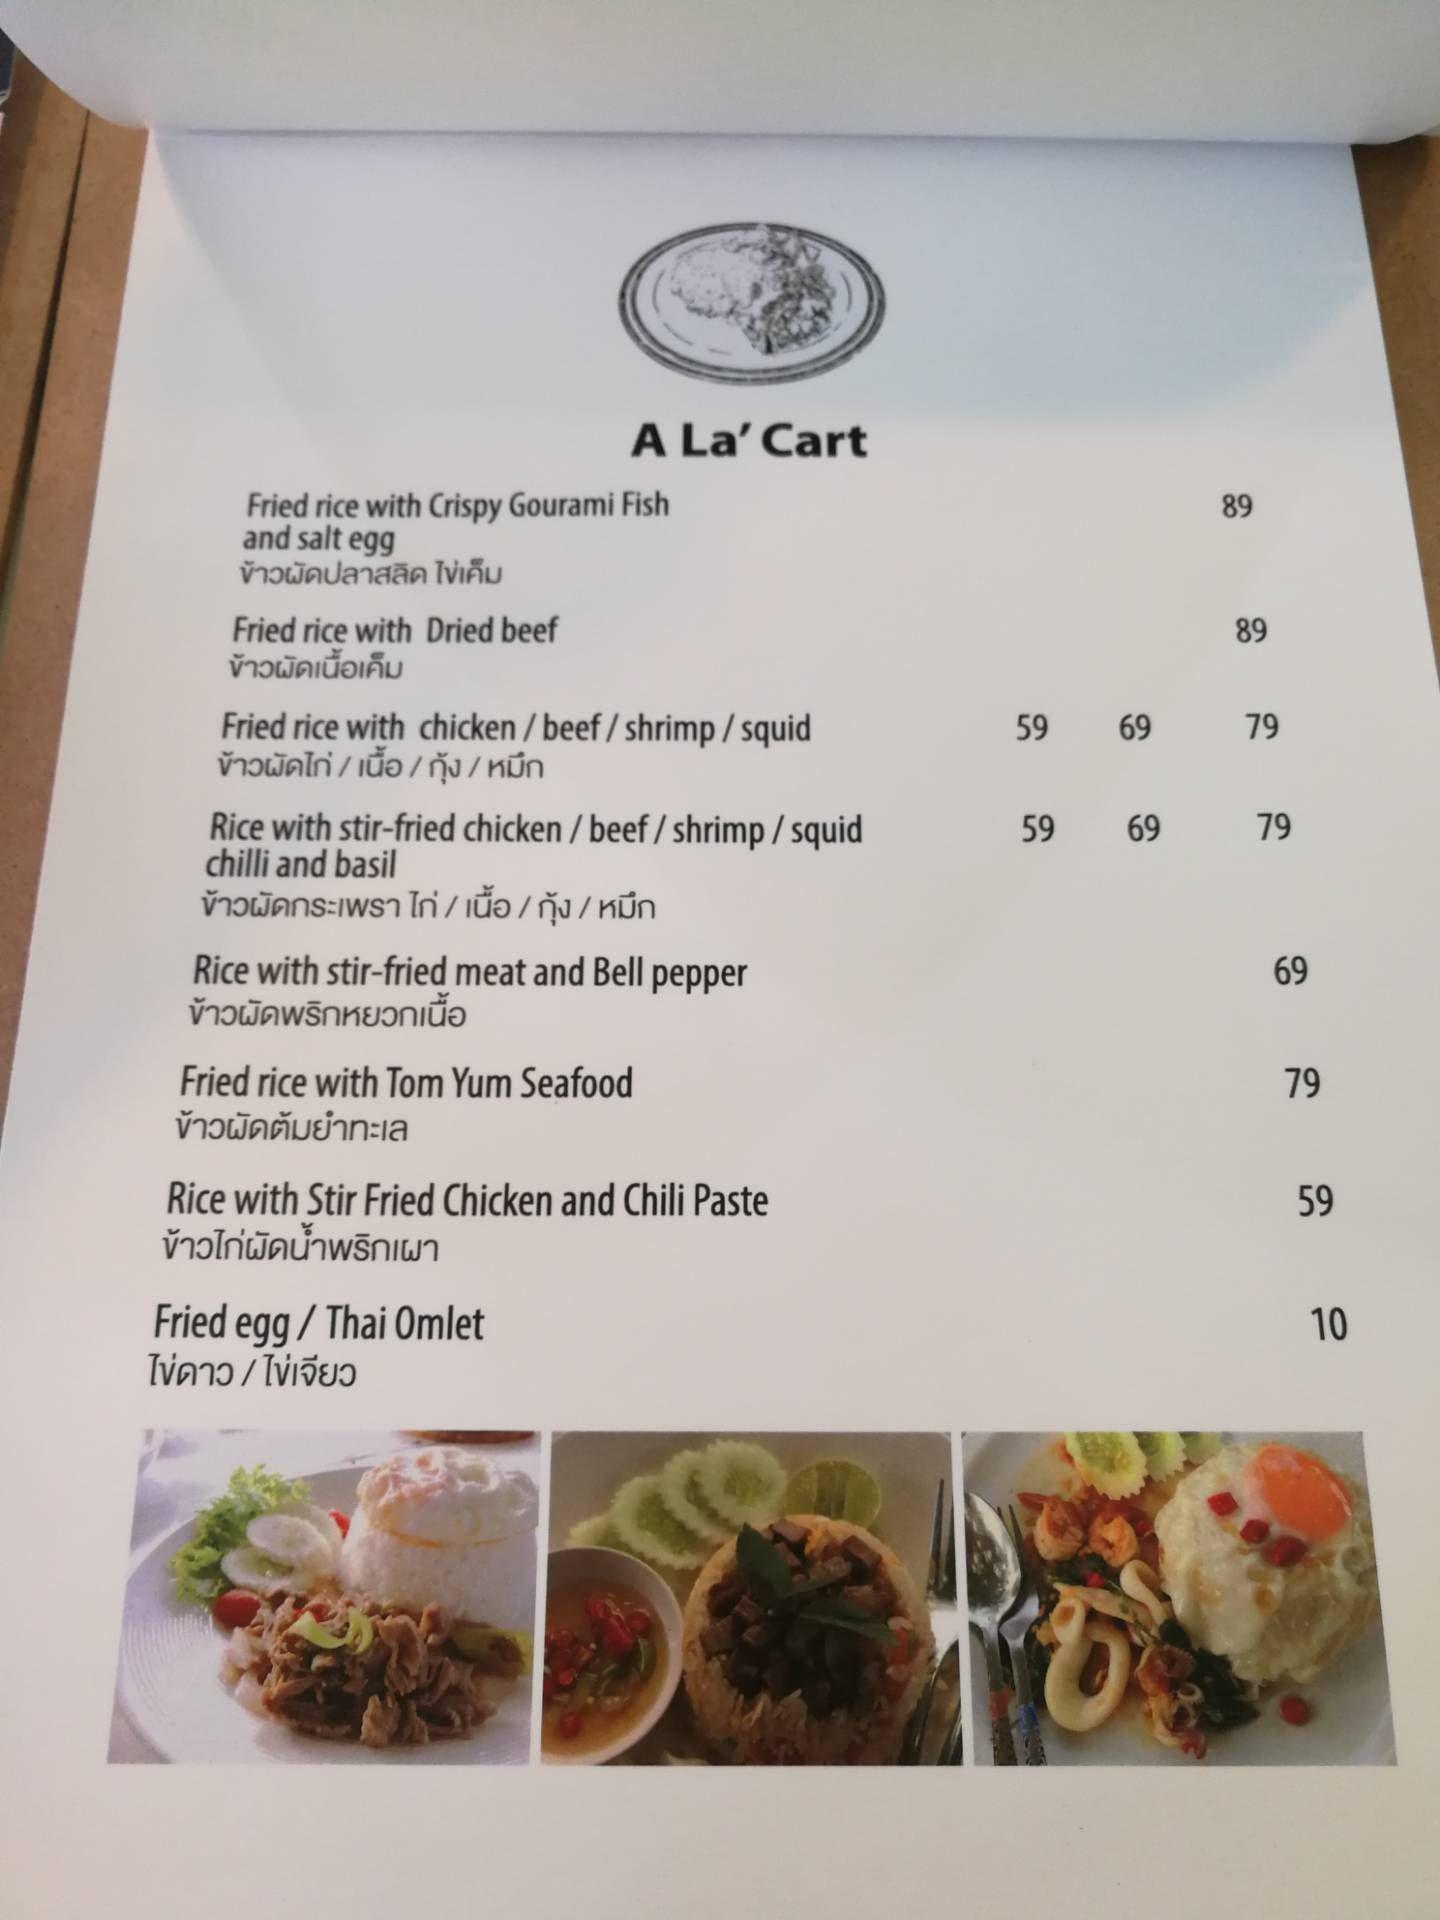 A La' Cart
Fried rice with Crispy Gourami Fish 89
and salt egg
ข้าวผัดปลาสลิด ไข่เค็ม
Fried rice with Dried beef 89
ข้าวผัดเนื้อเค็ม
Fried rice with chicken / beef / shrimp / squid 59 69 79
ข้าวผัดไก่ / เนื้อ / กุ้ง / หมึก
Rice with stir-fried chicken / beef / shrimp / squid 59 69 79
chilli and basil
ข้าวผัดกระเพรา ไก่ / เนื้อ / กุ้ง / หมึก
Rice with stir-fried meat and Bell pepper 69
ข้าวผัดพริกหยวกเนื้อ
Fried rice with Tom Yum Seafood 79
ข้าวผัดต้มยำทะเล
Rice with Stir Fried Chicken and Chili Paste 59
ข้าวไก่ผัดน้ำพริกเผา
Fried egg / Thai Omlet 10
ไข่ดาว / ไข่เจียว